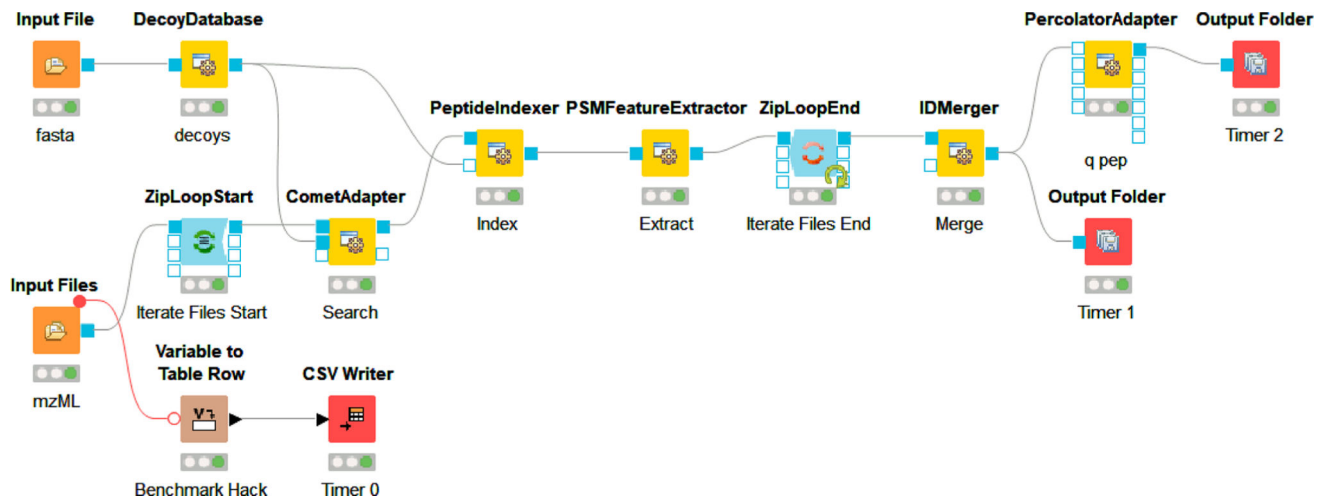 Input File
DecoyDatabase
PercolatorAdapter
Output Folder
fasta
decoys
PeptideIndexer
PSMFeatureExtractor
ZipLoopEnd
IDMerger
q pep
Timer 2
ZipLoopStart
CometAdapter
Index
Extract
Iterate Files End
Merge
Output Folder
Input Files
Iterate Files Start
Search
Timer 1
Variable to
Table Row
CSV Writer
mzML
Benchmark Hack
Timer 0